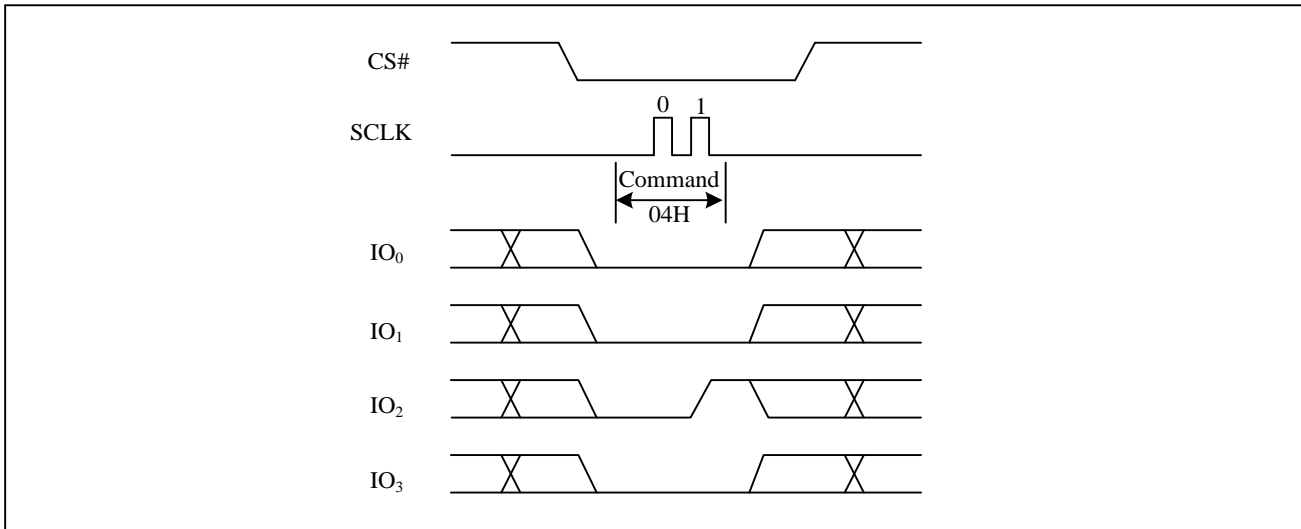 CS#
0 1
SCLK
Command
04H
IO₀
IO₁
IO₂
IO₃